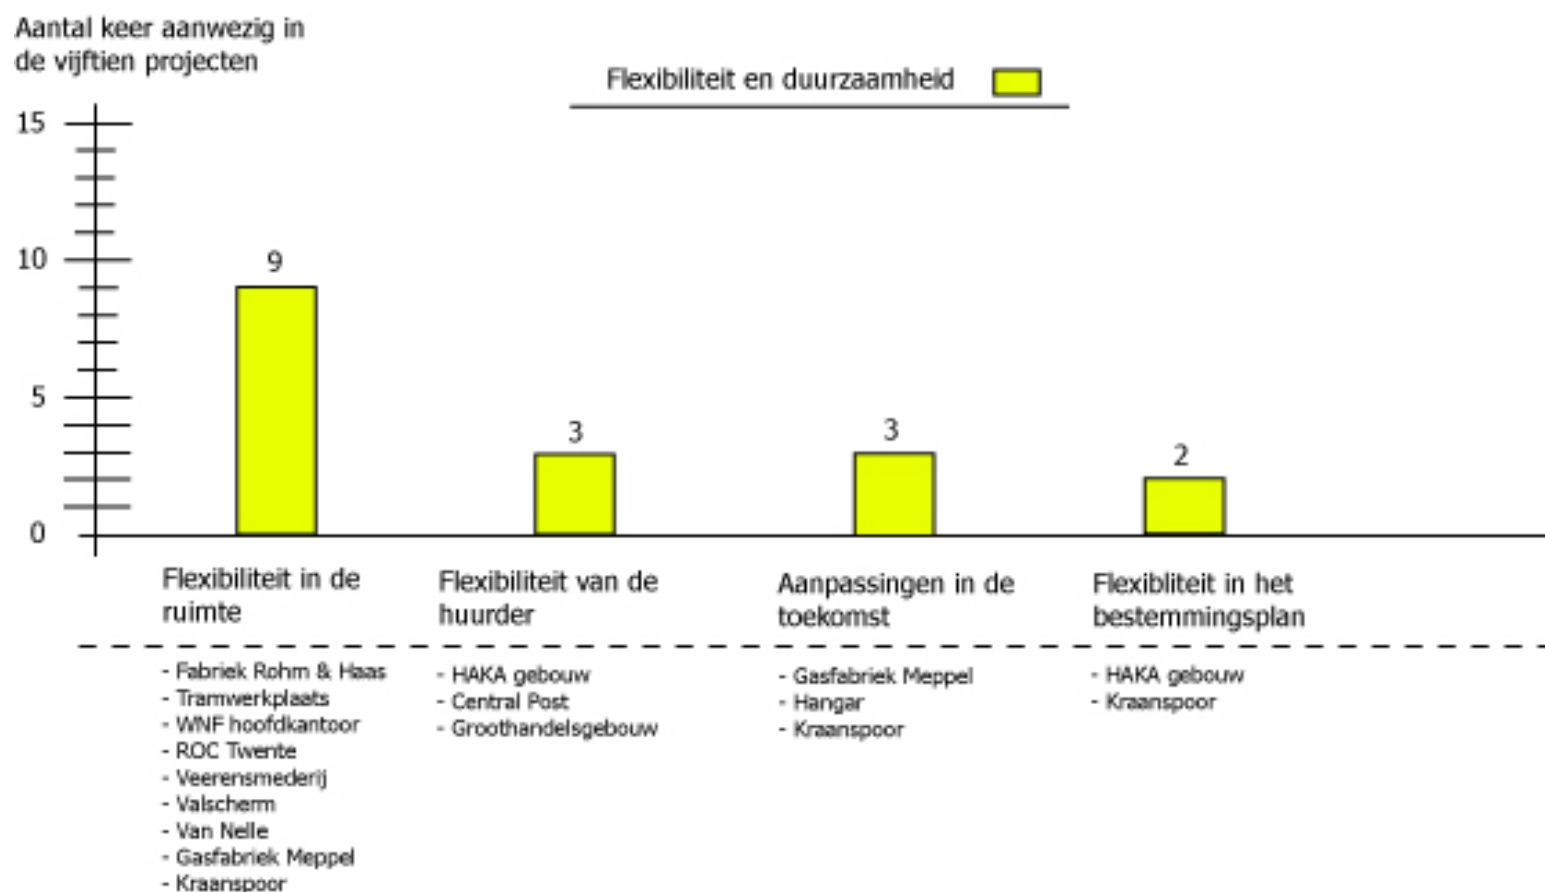 Aantal keer aanwezig in
de vijftien projecten
Flexibiliteit en duurzaamheid
15
10
5
0
9
3
3
2
Flexibiliteit in de
ruimte
- Fabriek Rohm & Haas
- Tramwerkplaats
- WNF hoofdkantoor
- ROC Twente
- Veerensmederij
- Valscherm
- Van Nelle
- Gasfabriek Meppel
- Kraanspoor
Flexibiliteit van de
huurder
- HAKA gebouw
- Central Post
- Groothandelsgebouw
Aanpassingen in de
toekomst
- Gasfabriek Meppel
- Hangar
- Kraanspoor
Flexibliteit in het
bestemmingsplan
- HAKA gebouw
- Kraanspoor